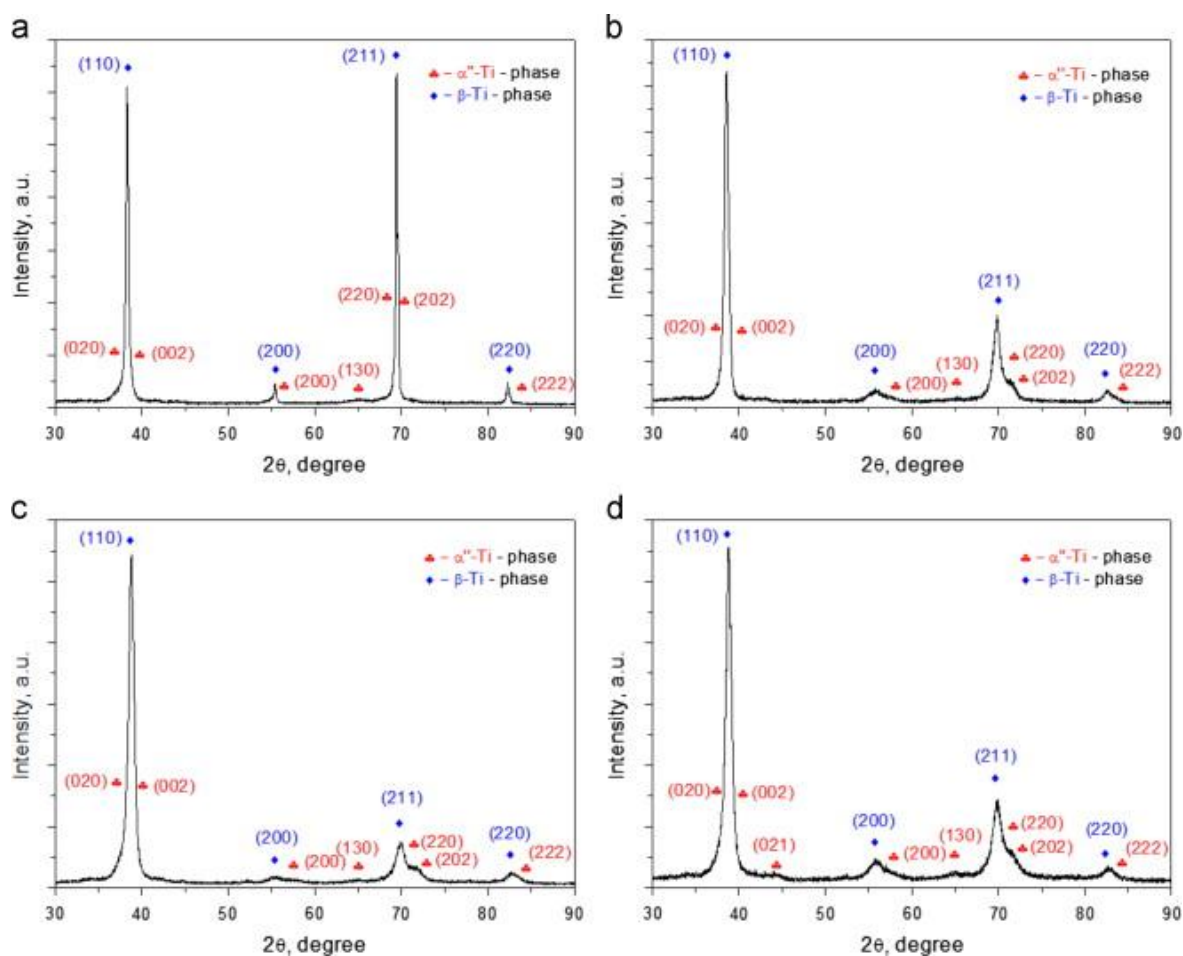 a
(110)
(211)
– α''-Ti - phase
– β-Ti - phase
(220)
(202)
(020)
(002)
(200)
(200)
(130)
(220)
(222)
Intensity, a.u.
30 40 50 60 70 80 90
2θ, degree
b
(110)
– α''-Ti - phase
– β-Ti - phase
(211)
(020)
(002)
(200)
(200)
(130)
(220)
(202)
(220)
(222)
Intensity, a.u.
30 40 50 60 70 80 90
2θ, degree
c
(110)
– α''-Ti - phase
– β-Ti - phase
(020)
(002)
(211)
(200)
(200)
(130)
(220)
(202)
(220)
(222)
Intensity, a.u.
30 40 50 60 70 80 90
2θ, degree
d
(110)
– α''-Ti - phase
– β-Ti - phase
(211)
(020)
(002)
(021)
(200)
(200)
(130)
(220)
(202)
(220)
(222)
Intensity, a.u.
30 40 50 60 70 80 90
2θ, degree